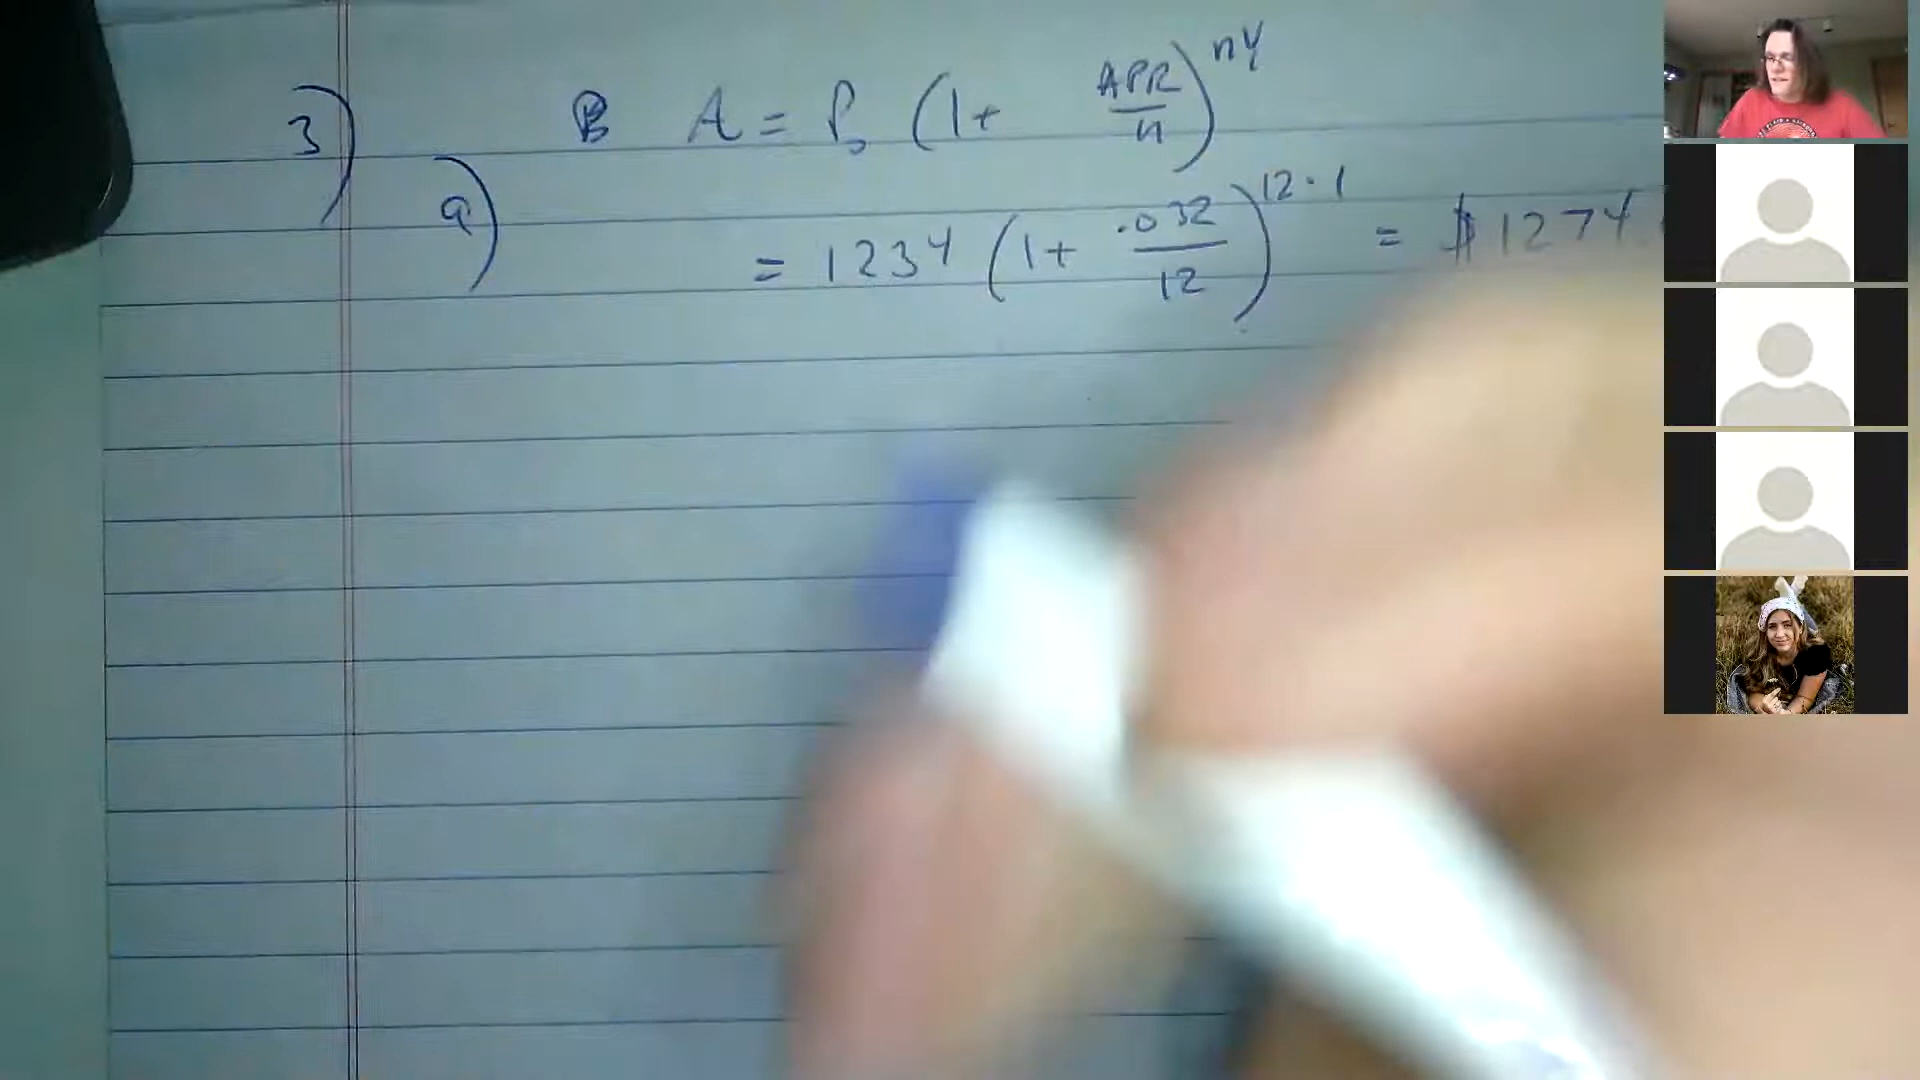 3) B A = P₀ (1 + APR/n)^nY
a) = 1234 (1 + .032/12)^12·1 = $1274.